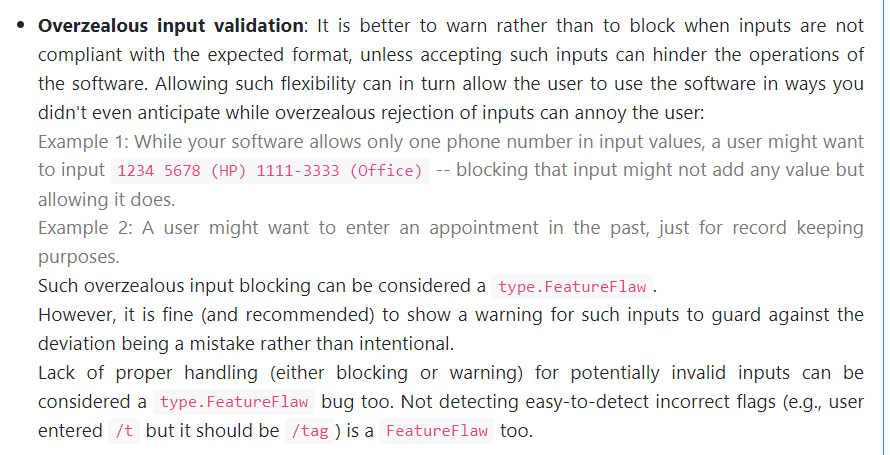 • Overzealous input validation: It is better to warn rather than to block when inputs are not
compliant with the expected format, unless accepting such inputs can hinder the operations of
the software. Allowing such flexibility can in turn allow the user to use the software in ways you
didn't even anticipate while overzealous rejection of inputs can annoy the user:
Example 1: While your software allows only one phone number in input values, a user might want
to input 1234 5678 (HP) 1111-3333 (Office) -- blocking that input might not add any value but
allowing it does.
Example 2: A user might want to enter an appointment in the past, just for record keeping
purposes.
Such overzealous input blocking can be considered a type.FeatureFlaw.
However, it is fine (and recommended) to show a warning for such inputs to guard against the
deviation being a mistake rather than intentional.
Lack of proper handling (either blocking or warning) for potentially invalid inputs can be
considered a type.FeatureFlaw bug too. Not detecting easy-to-detect incorrect flags (e.g., user
entered /t but it should be /tag) is a FeatureFlaw too.